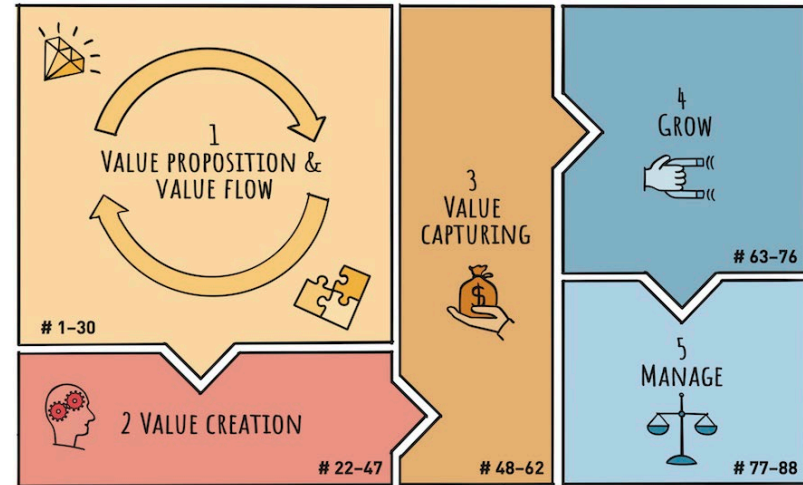 1
VALUE PROPOSITION &
VALUE FLOW
# 1–30
2 VALUE CREATION
# 22–47
3
VALUE
CAPTURING
$
# 48–62
4
GROW
# 63–76
5
MANAGE
# 77–88